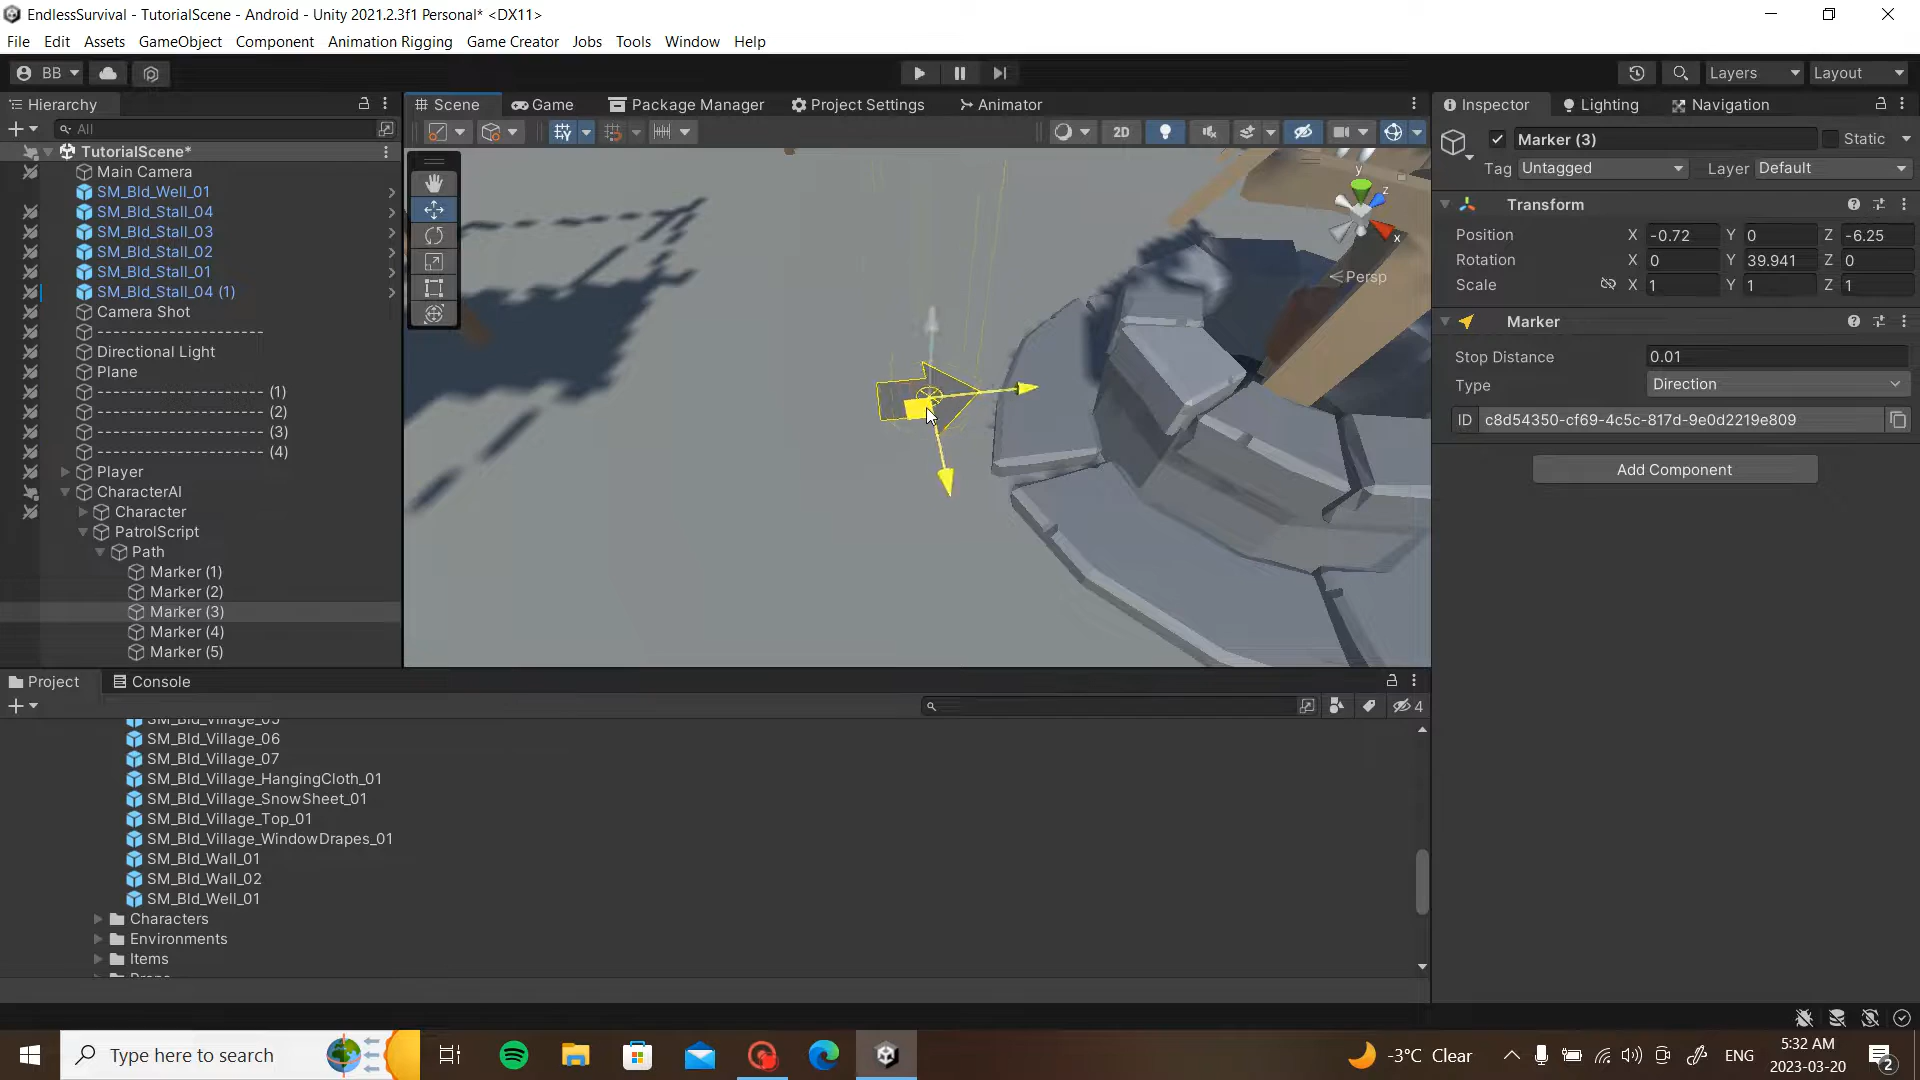 EndlessSurvival - TutorialScene - Android - Unity 2021.2.3f1 Personal* <DX11>
File Edit Assets GameObject Component Animation Rigging Game Creator Jobs Tools Window Help
BB Layers Layout
Hierarchy
All
TutorialScene*
Main Camera
SM_Bld_Well_01
SM_Bld_Stall_04
SM_Bld_Stall_03
SM_Bld_Stall_02
SM_Bld_Stall_01
SM_Bld_Stall_04 (1)
Camera Shot
--------------------
Directional Light
Plane
-------------------- (1)
-------------------- (2)
-------------------- (3)
-------------------- (4)
Player
CharacterAI
Character
PatrolScript
Path
Marker (1)
Marker (2)
Marker (3)
Marker (4)
Marker (5)
Scene Game Package Manager Project Settings Animator
2D
y
z
x
Persp
Inspector Lighting Navigation
Marker (3) Static
Tag Untagged Layer Default
Transform
Position X -0.72 Y 0 Z -6.25
Rotation X 0 Y 39.941 Z 0
Scale X 1 Y 1 Z 1
Marker
Stop Distance 0.01
Type Direction
ID c8d54350-cf69-4c5c-817d-9e0d2219e809
Add Component
Project Console
4
SM_Bld_Village_05
SM_Bld_Village_06
SM_Bld_Village_07
SM_Bld_Village_HangingCloth_01
SM_Bld_Village_SnowSheet_01
SM_Bld_Village_Top_01
SM_Bld_Village_WindowDrapes_01
SM_Bld_Wall_01
SM_Bld_Wall_02
SM_Bld_Well_01
Characters
Environments
Items
Props
Type here to search
-3°C Clear
ENG
5:32 AM
2023-03-20
2